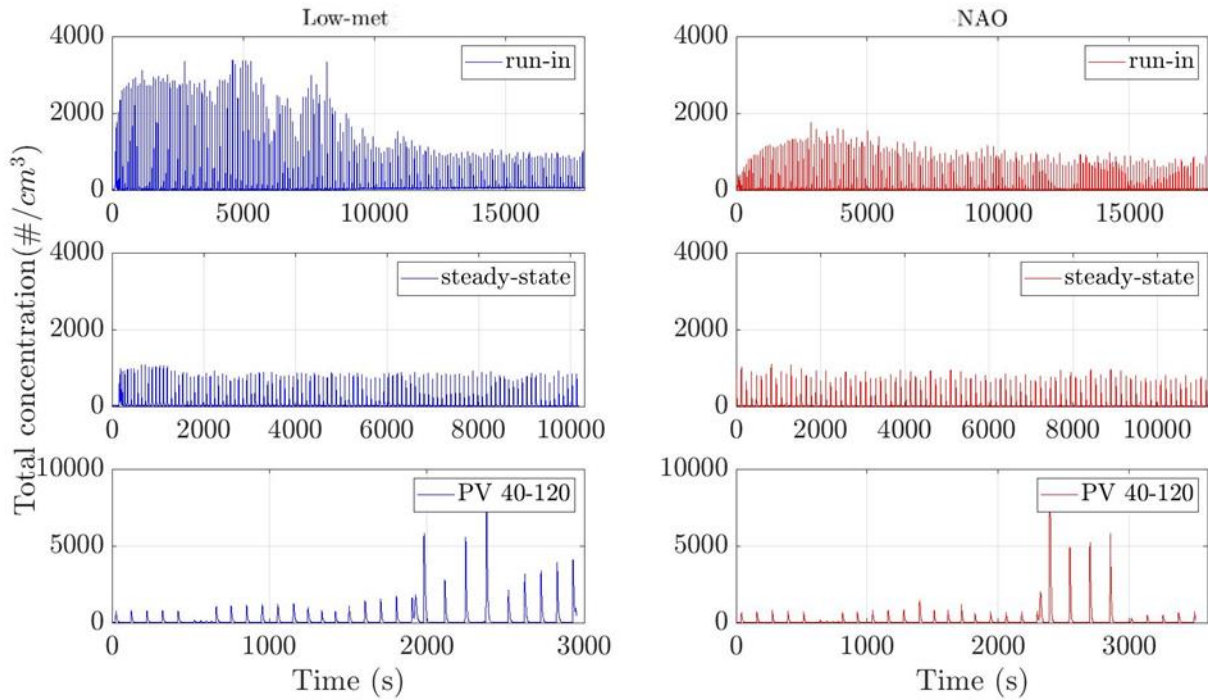 Low-met
NAO
Total concentration(#/cm³)
4000
2000
0
run-in
0 5000 10000 15000
4000
2000
0
run-in
0 5000 10000 15000
4000
2000
0
steady-state
0 2000 4000 6000 8000 10000
4000
2000
0
steady-state
0 2000 4000 6000 8000 10000
10000
5000
0
PV 40-120
0 1000 2000 3000
Time (s)
10000
5000
0
PV 40-120
0 1000 2000 3000
Time (s)